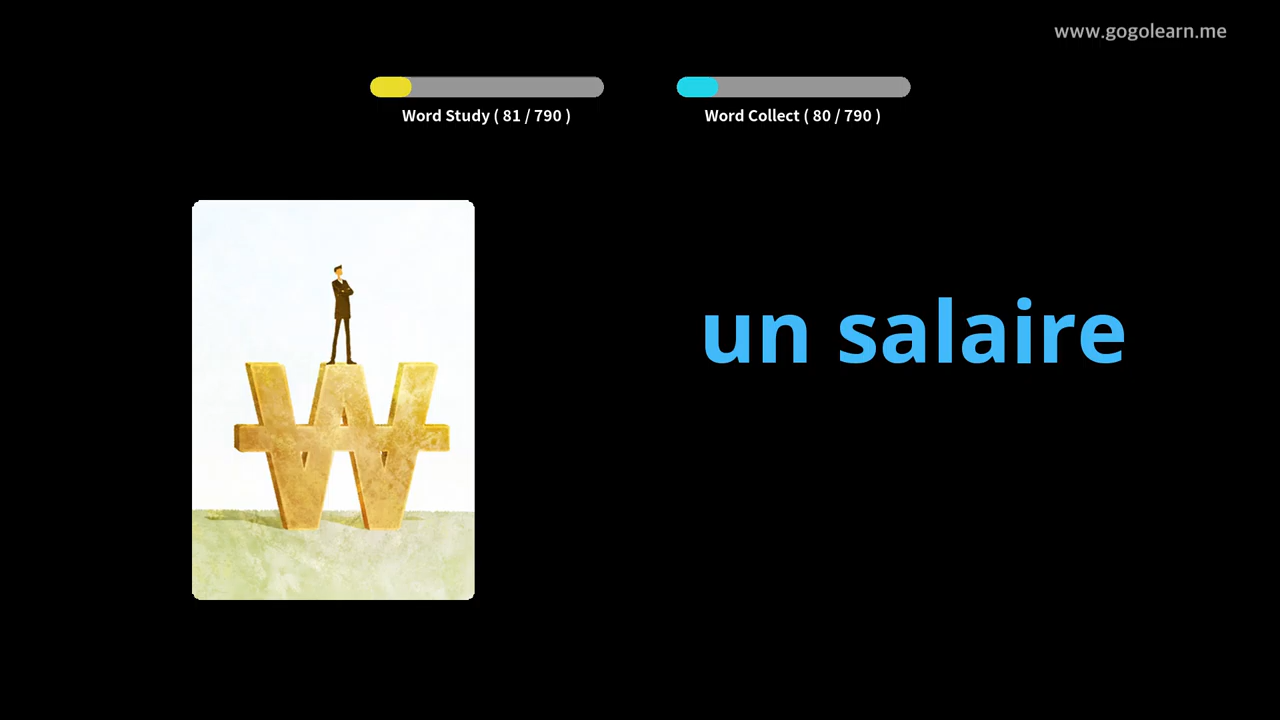 www.gogolearn.me
Word Study ( 81 / 790 )
Word Collect ( 80 / 790 )
un salaire
₩